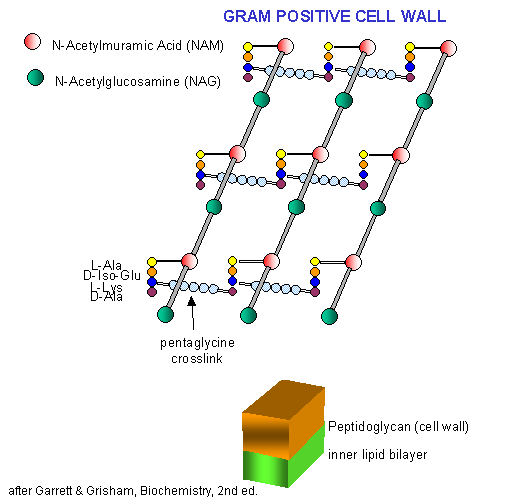 GRAM POSITIVE CELL WALL
N-Acetylmuramic Acid (NAM)
N-Acetylglucosamine (NAG)
L-Ala
D-Iso-Glu
L-Lys
D-Ala
pentaglycine
crosslink
Peptidoglycan (cell wall)
inner lipid bilayer
after Garrett & Grisham, Biochemistry, 2nd ed.